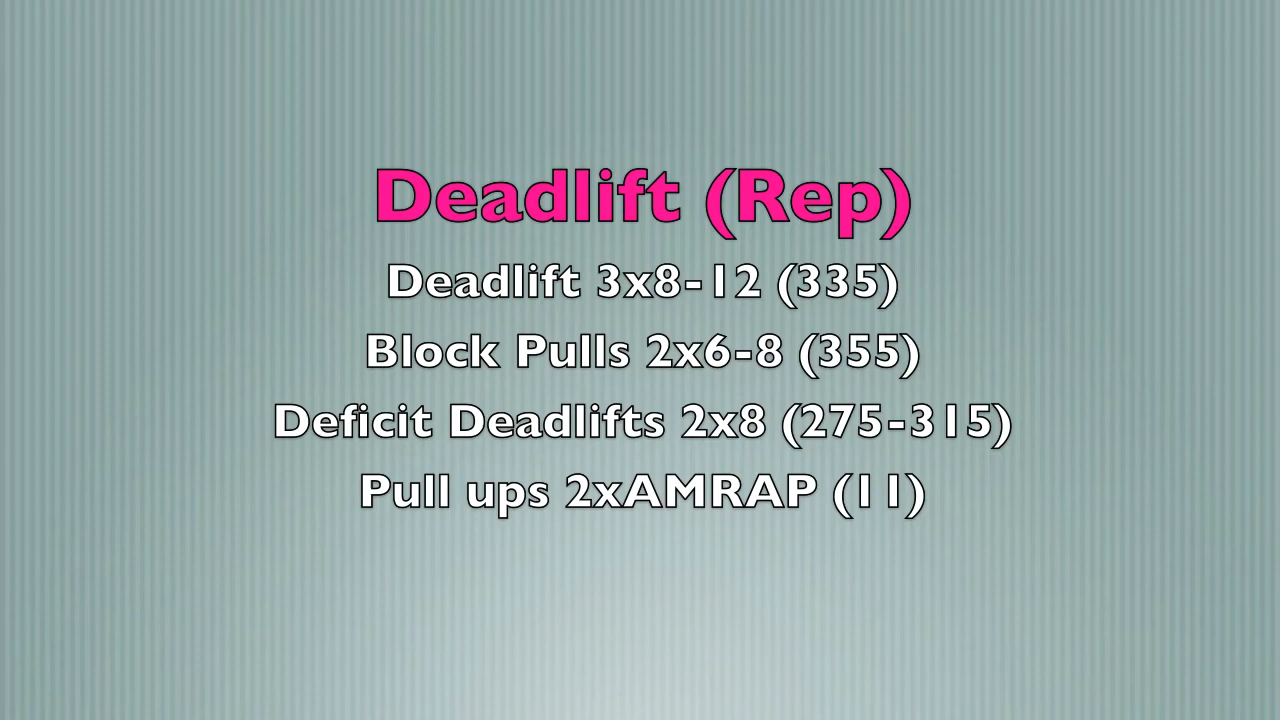 Deadlift (Rep)
Deadlift 3x8-12 (335)
Block Pulls 2x6-8 (355)
Deficit Deadlifts 2x8 (275-315)
Pull ups 2xAMRAP (11)